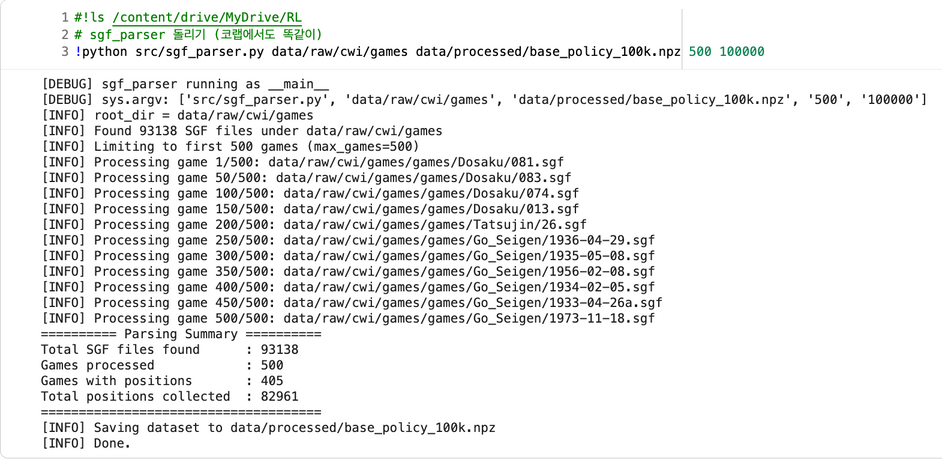 1 #!ls /content/drive/MyDrive/RL
2 # sgf_parser 돌리기 (코랩에서도 똑같이)
3 !python src/sgf_parser.py data/raw/cwi/games data/processed/base_policy_100k.npz 500 100000
[DEBUG] sgf_parser running as __main__
[DEBUG] sys.argv: ['src/sgf_parser.py', 'data/raw/cwi/games', 'data/processed/base_policy_100k.npz', '500', '100000']
[INFO] root_dir = data/raw/cwi/games
[INFO] Found 93138 SGF files under data/raw/cwi/games
[INFO] Limiting to first 500 games (max_games=500)
[INFO] Processing game 1/500: data/raw/cwi/games/games/Dosaku/081.sgf
[INFO] Processing game 50/500: data/raw/cwi/games/games/Dosaku/083.sgf
[INFO] Processing game 100/500: data/raw/cwi/games/games/Dosaku/074.sgf
[INFO] Processing game 150/500: data/raw/cwi/games/games/Dosaku/013.sgf
[INFO] Processing game 200/500: data/raw/cwi/games/games/Tatsujin/26.sgf
[INFO] Processing game 250/500: data/raw/cwi/games/games/Go_Seigen/1936-04-29.sgf
[INFO] Processing game 300/500: data/raw/cwi/games/games/Go_Seigen/1935-05-08.sgf
[INFO] Processing game 350/500: data/raw/cwi/games/games/Go_Seigen/1956-02-08.sgf
[INFO] Processing game 400/500: data/raw/cwi/games/games/Go_Seigen/1934-02-05.sgf
[INFO] Processing game 450/500: data/raw/cwi/games/games/Go_Seigen/1933-04-26a.sgf
[INFO] Processing game 500/500: data/raw/cwi/games/games/Go_Seigen/1973-11-18.sgf
========== Parsing Summary ==========
Total SGF files found      : 93138
Games processed            : 500
Games with positions       : 405
Total positions collected  : 82961
=====================================
[INFO] Saving dataset to data/processed/base_policy_100k.npz
[INFO] Done.